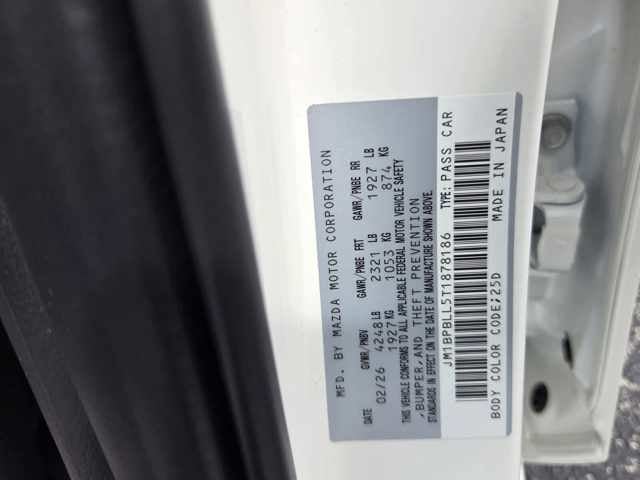 MFD. BY MAZDA MOTOR CORPORATION
DATE GVWR/PNBV GAWR/PNBE FRT GAWR/PNBE RR
02/26 4248 LB 2321 LB 1927 LB
1927 KG 1053 KG 874 KG
THIS VEHICLE CONFORMS TO ALL APPLICABLE FEDERAL MOTOR VEHICLE SAFETY
, BUMPER, AND THEFT PREVENTION
STANDARDS IN EFFECT ON THE DATE OF MANUFACTURE SHOWN ABOVE.
JM1BPBLL5T1878186 TYPE: PASS CAR
BODY COLOR CODE;25D MADE IN JAPAN